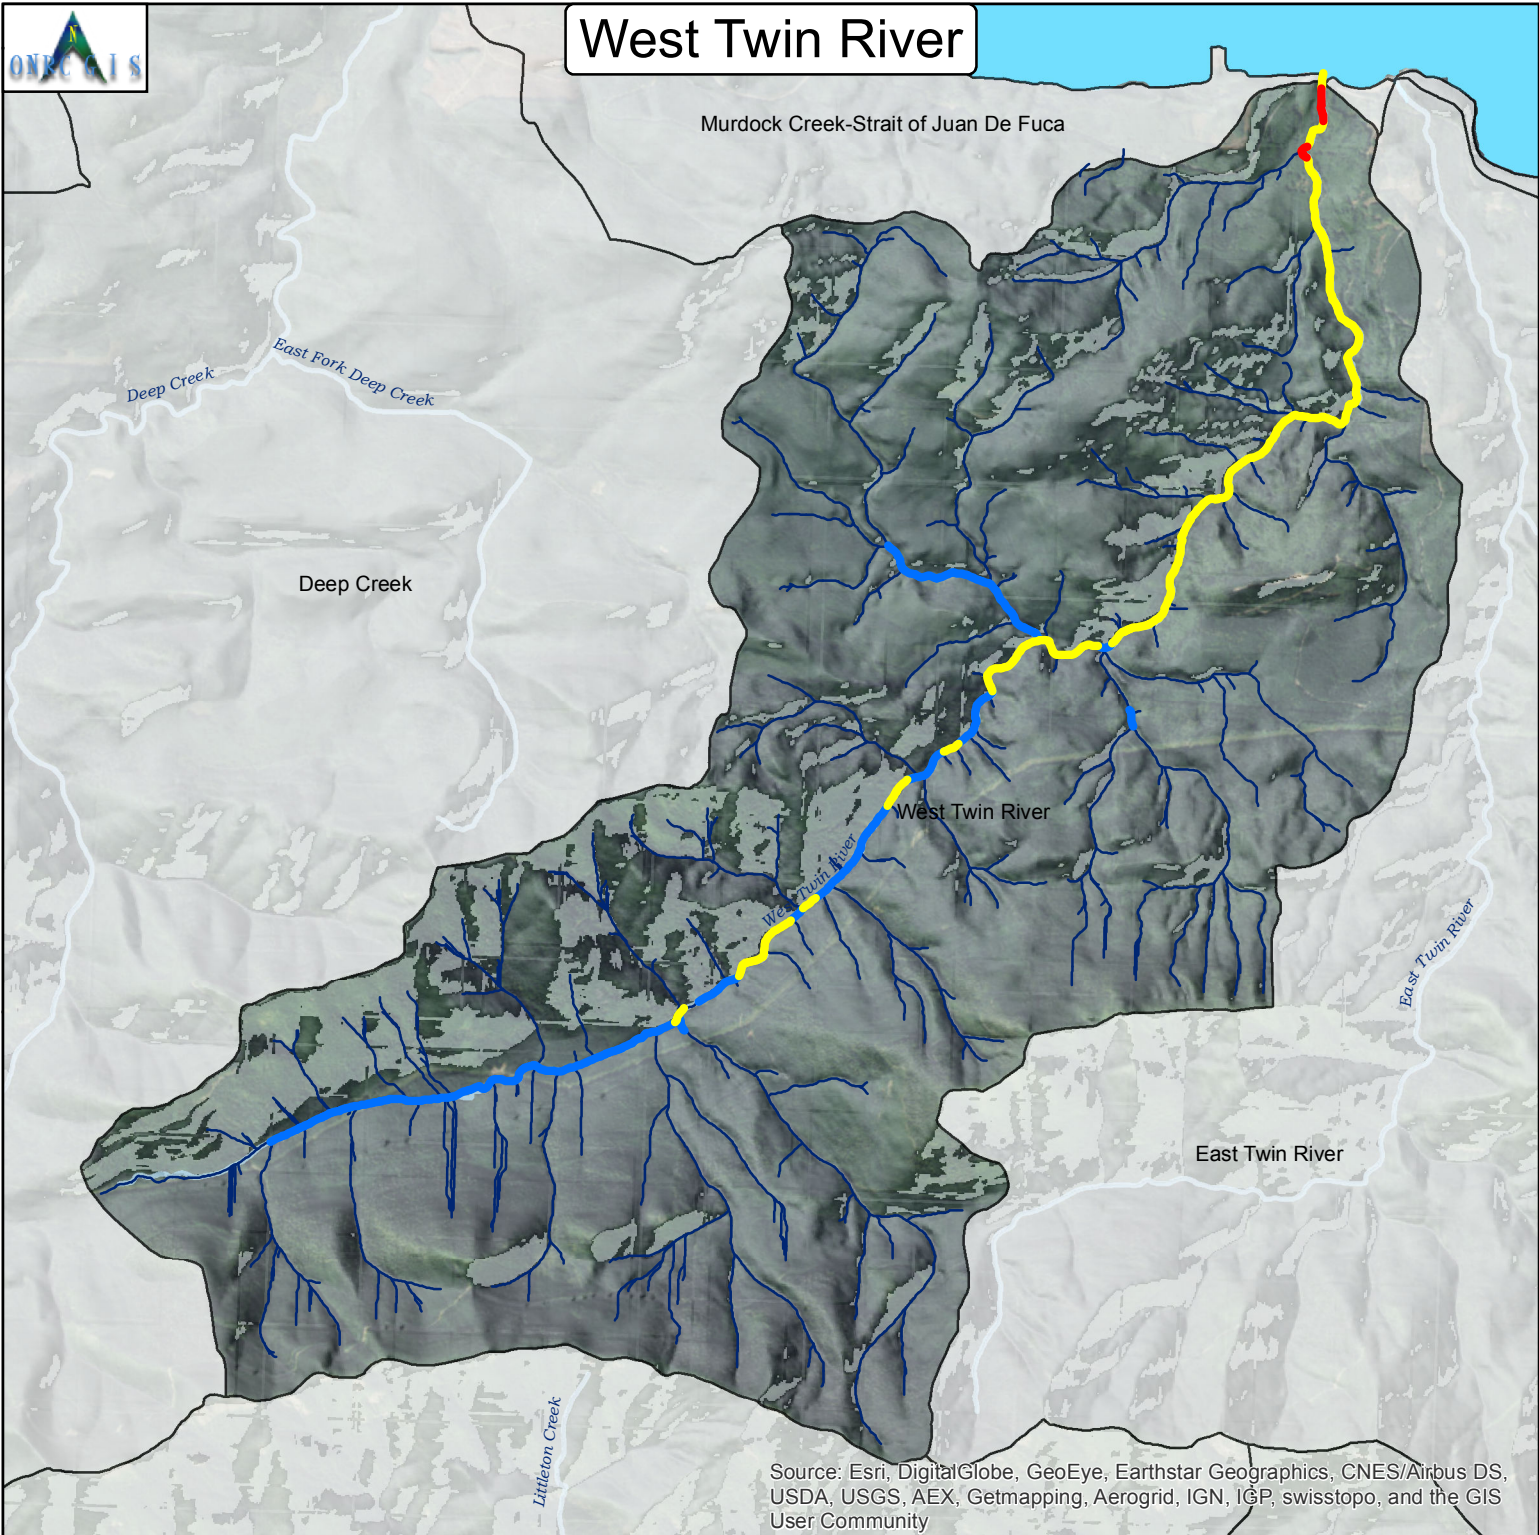 N
ONRC GIS
West Twin River
Murdock Creek-Strait of Juan De Fuca
East Fork Deep Creek
Deep Creek
Deep Creek
West Twin River
West Twin River
East Twin River
East Twin River
Littleton Creek
Source: Esri, DigitalGlobe, GeoEye, Earthstar Geographics, CNES/Airbus DS,
USDA, USGS, AEX, Getmapping, Aerogrid, IGN, IGP, swisstopo, and the GIS
User Community